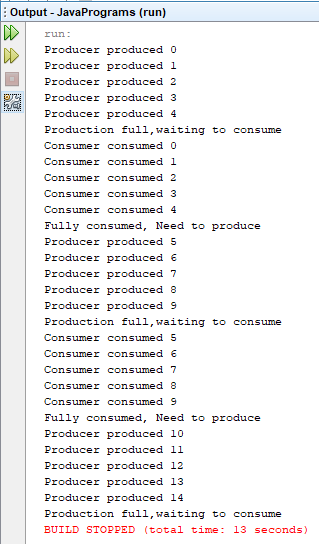 Output - JavaPrograms (run)
run:
Producer produced 0
Producer produced 1
Producer produced 2
Producer produced 3
Producer produced 4
Production full,waiting to consume
Consumer consumed 0
Consumer consumed 1
Consumer consumed 2
Consumer consumed 3
Consumer consumed 4
Fully consumed, Need to produce
Producer produced 5
Producer produced 6
Producer produced 7
Producer produced 8
Producer produced 9
Production full,waiting to consume
Consumer consumed 5
Consumer consumed 6
Consumer consumed 7
Consumer consumed 8
Consumer consumed 9
Fully consumed, Need to produce
Producer produced 10
Producer produced 11
Producer produced 12
Producer produced 13
Producer produced 14
Production full,waiting to consume
BUILD STOPPED (total time: 13 seconds)